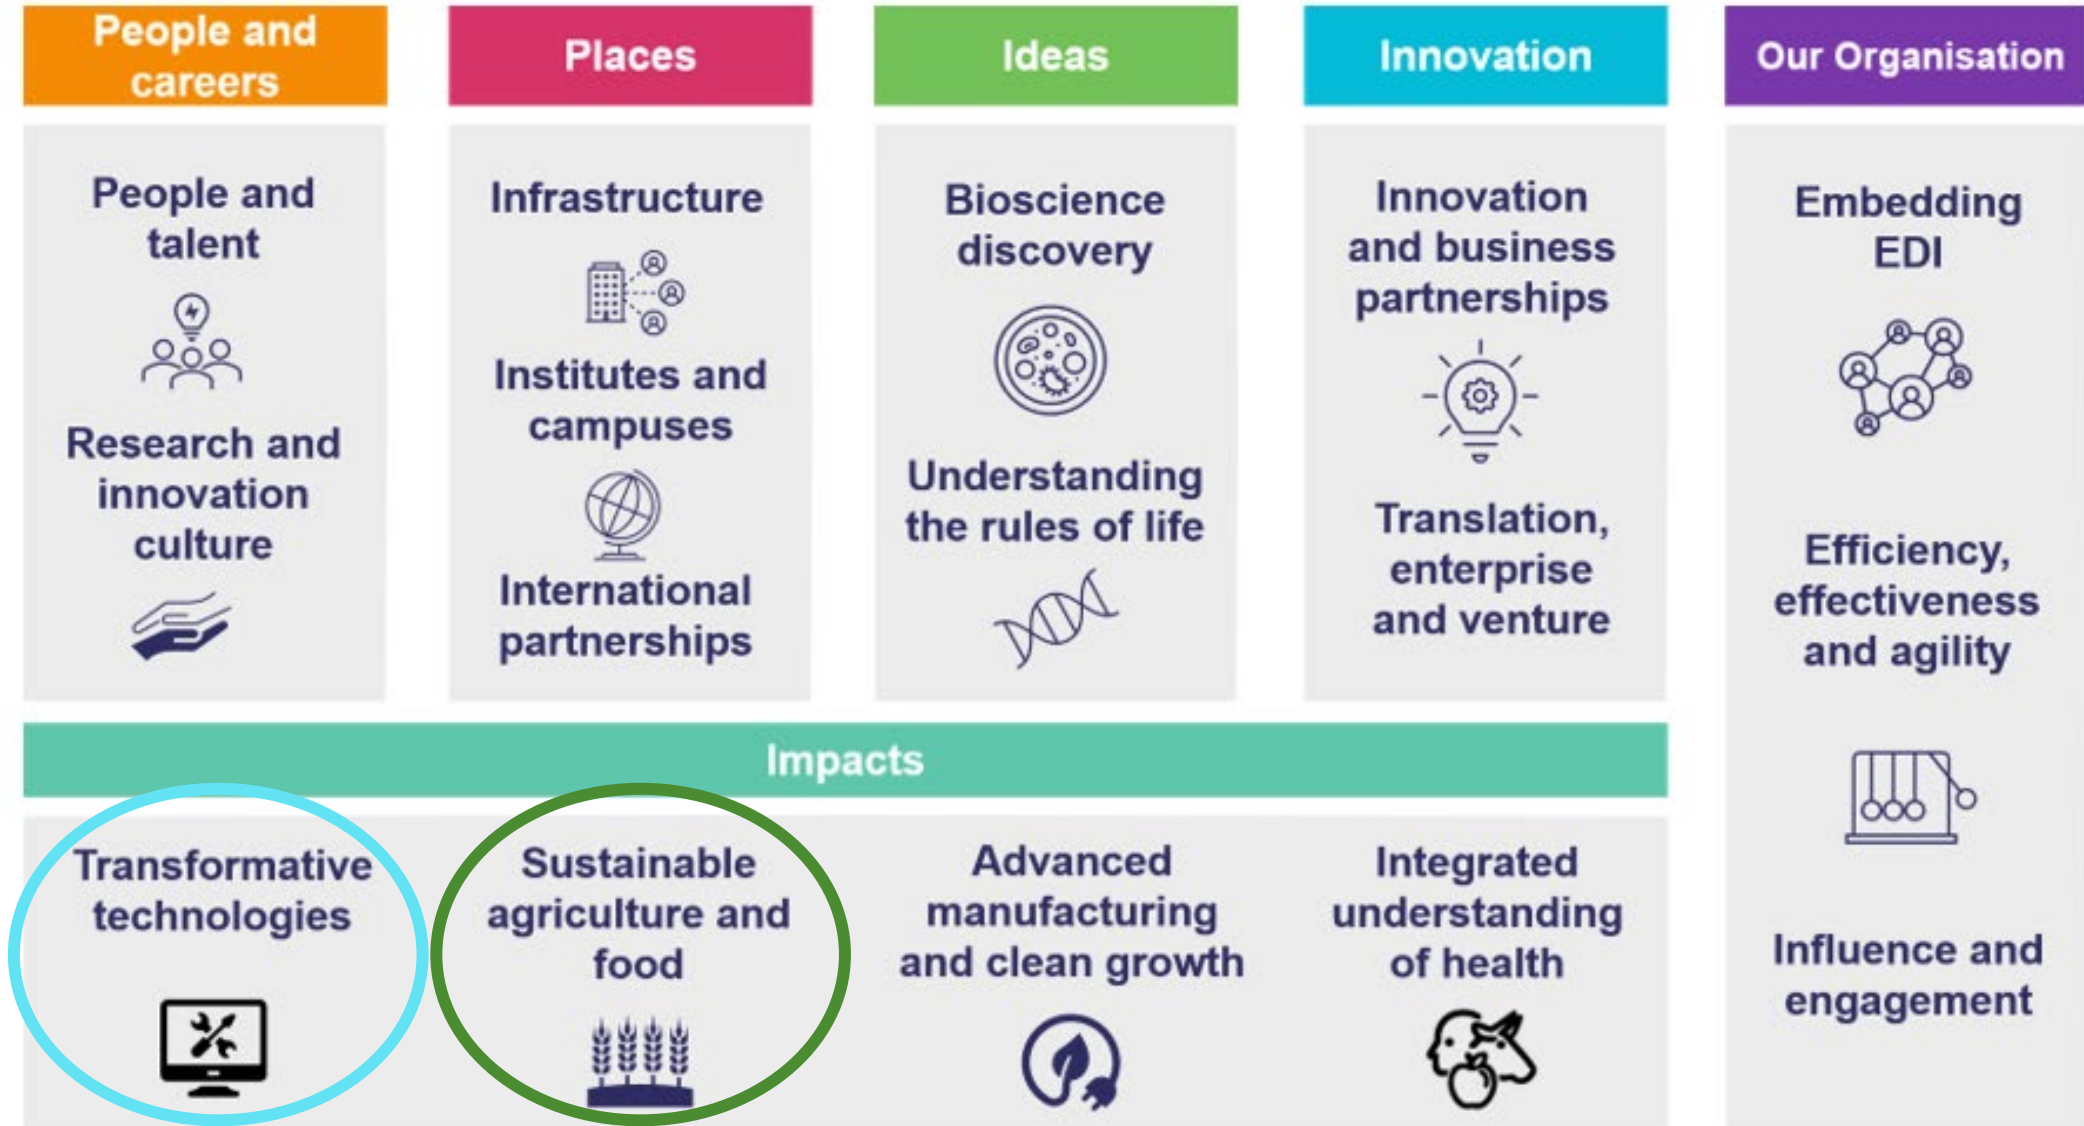 People and
careers
Places
Ideas
Innovation
Our Organisation
People and
talent
Research and
innovation
culture
Infrastructure
Institutes and
campuses
International
partnerships
Bioscience
discovery
Understanding
the rules of life
Innovation
and business
partnerships
Translation,
enterprise
and venture
Embedding
EDI
Efficiency,
effectiveness
and agility
Influence and
engagement
Impacts
Transformative
technologies
Sustainable
agriculture and
food
Advanced
manufacturing
and clean growth
Integrated
understanding
of health